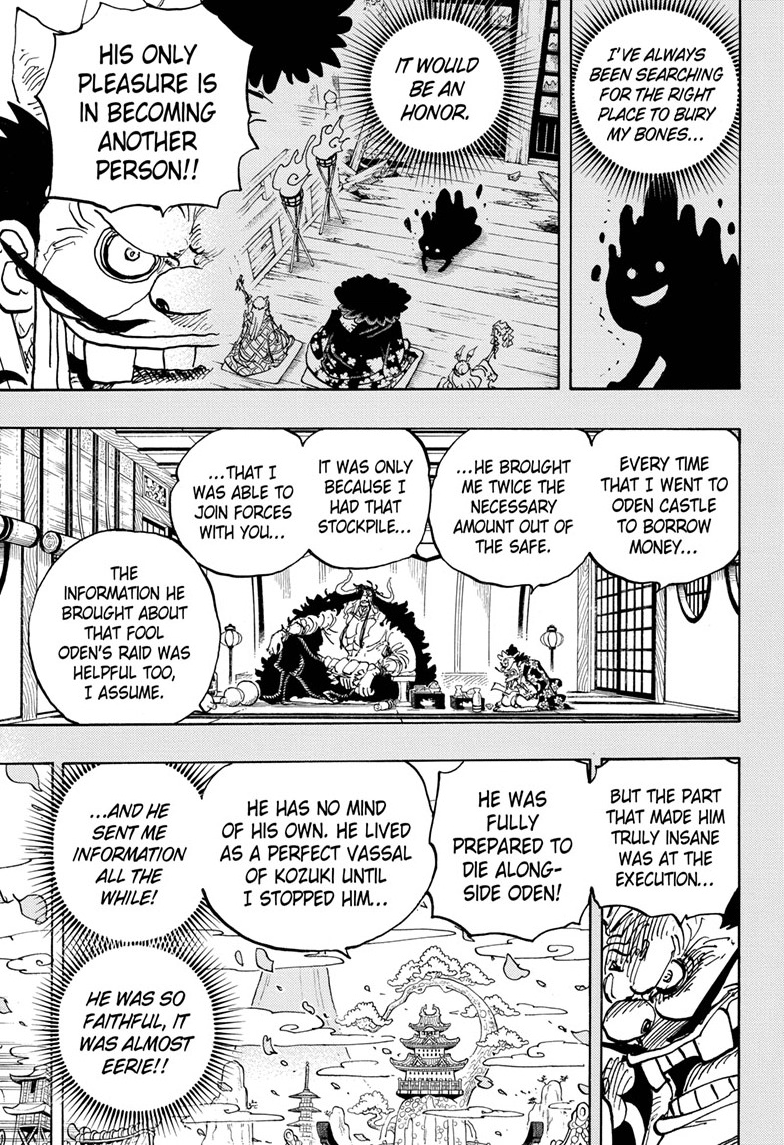 I'VE ALWAYS
BEEN SEARCHING
FOR THE RIGHT
PLACE TO BURY
MY BONES...
IT WOULD
BE AN
HONOR.
HIS ONLY
PLEASURE IS
IN BECOMING
ANOTHER
PERSON!!
EVERY TIME
THAT I WENT TO
ODEN CASTLE
TO BORROW
MONEY...
...HE BROUGHT
ME TWICE THE
NECESSARY
AMOUNT OUT OF
THE SAFE.
IT WAS ONLY
BECAUSE I
HAD THAT
STOCKPILE...
...THAT I
WAS ABLE TO
JOIN FORCES
WITH YOU...
THE
INFORMATION HE
BROUGHT ABOUT
THAT FOOL
ODEN'S RAID WAS
HELPFUL TOO,
I ASSUME.
BUT THE PART
THAT MADE HIM
TRULY INSANE
WAS AT THE
EXECUTION...
HE WAS
FULLY
PREPARED TO
DIE ALONG-
SIDE ODEN!
HE HAS NO MIND
OF HIS OWN. HE LIVED
AS A PERFECT VASSAL
OF KOZUKI UNTIL
I STOPPED HIM...
...AND HE
SENT ME
INFORMATION
ALL THE
WHILE!
HE WAS SO
FAITHFUL, IT
WAS ALMOST
EERIE!!